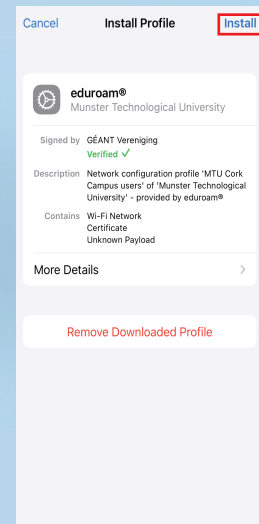 Cancel Install Profile Install
eduroam®
Munster Technological University
Signed by GÉANT Vereniging
Verified ✓
Description Network configuration profile 'MTU Cork
Campus users' of 'Munster Technological
University' - provided by eduroam®
Contains Wi-Fi Network
Certificate
Unknown Payload
More Details
Remove Downloaded Profile